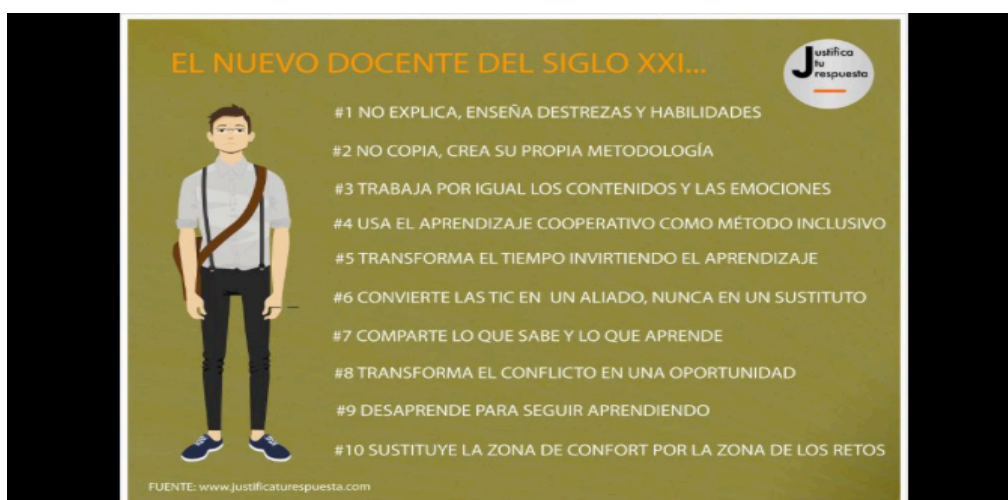 EL NUEVO DOCENTE DEL SIGLO XXI...
Justifica
tu
respuesta
#1 NO EXPLICA, ENSEÑA DESTREZAS Y HABILIDADES
#2 NO COPIA, CREA SU PROPIA METODOLOGÍA
#3 TRABAJA POR IGUAL LOS CONTENIDOS Y LAS EMOCIONES
#4 USA EL APRENDIZAJE COOPERATIVO COMO MÉTODO INCLUSIVO
#5 TRANSFORMA EL TIEMPO INVIRTIENDO EL APRENDIZAJE
#6 CONVIERTE LAS TIC EN UN ALIADO, NUNCA EN UN SUSTITUTO
#7 COMPARTE LO QUE SABE Y LO QUE APRENDE
#8 TRANSFORMA EL CONFLICTO EN UNA OPORTUNIDAD
#9 DESAPRENDE PARA SEGUIR APRENDIENDO
#10 SUSTITUYE LA ZONA DE CONFORT POR LA ZONA DE LOS RETOS
FUENTE: www.justificaturespuesta.com